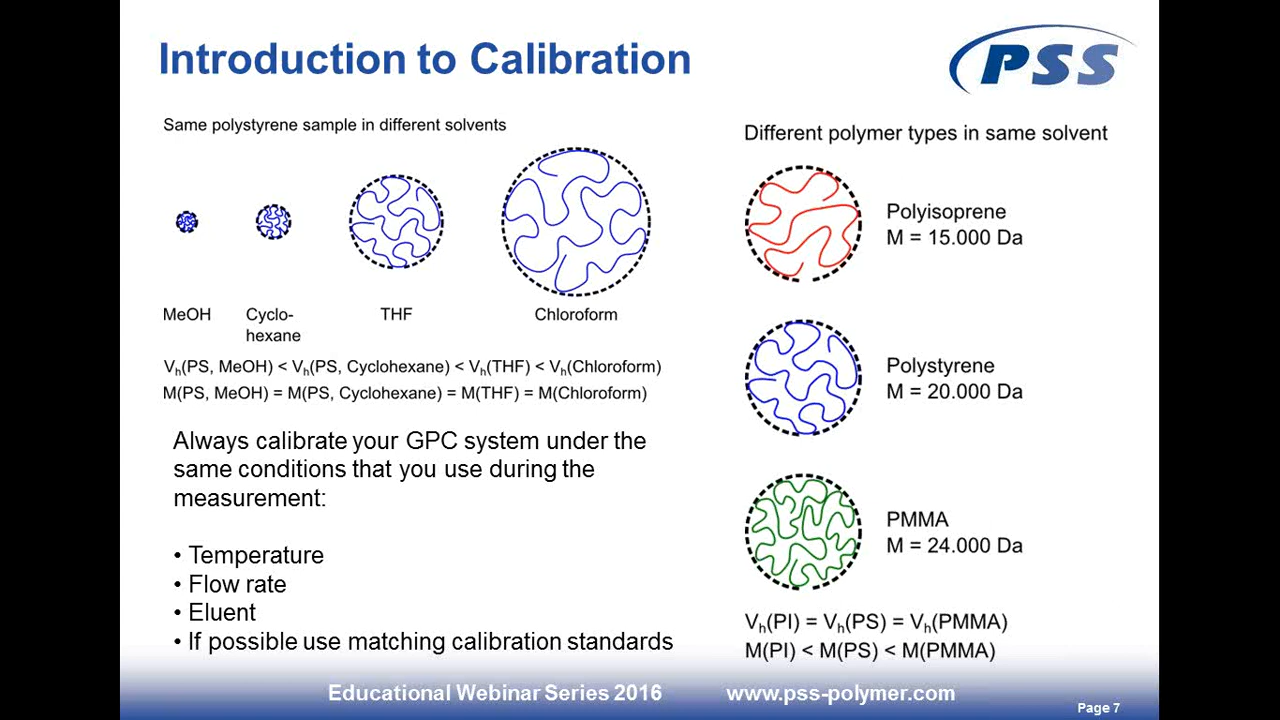 Introduction to Calibration
PSS
Same polystyrene sample in different solvents
MeOH
Cyclo-
hexane
THF
Chloroform
Vh(PS, MeOH) < Vh(PS, Cyclohexane) < Vh(THF) < Vh(Chloroform)
M(PS, MeOH) = M(PS, Cyclohexane) = M(THF) = M(Chloroform)
Always calibrate your GPC system under the
same conditions that you use during the
measurement:
• Temperature
• Flow rate
• Eluent
• If possible use matching calibration standards
Different polymer types in same solvent
Polyisoprene
M = 15.000 Da
Polystyrene
M = 20.000 Da
PMMA
M = 24.000 Da
Vh(PI) = Vh(PS) = Vh(PMMA)
M(PI) < M(PS) < M(PMMA)
Educational Webinar Series 2016
www.pss-polymer.com
Page 7